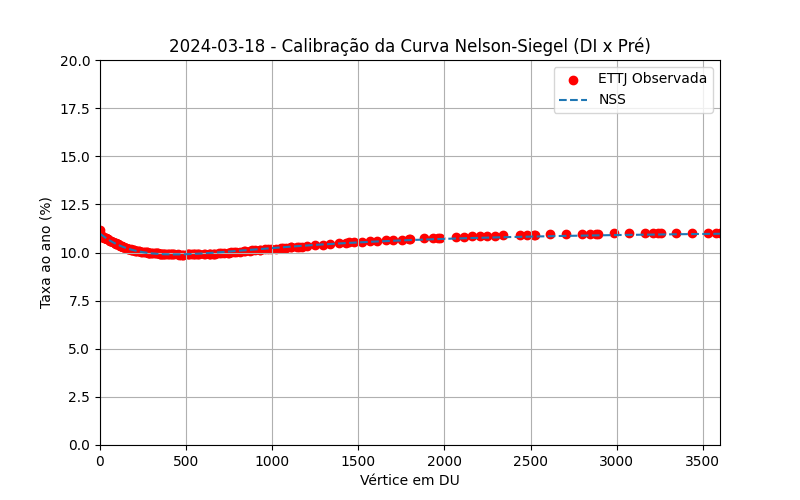 2024-03-18 - Calibração da Curva Nelson-Siegel (DI x Pré)
ETTJ Observada
NSS
20.0
17.5
15.0
12.5
10.0
7.5
5.0
2.5
0.0
Taxa ao ano (%)
0 500 1000 1500 2000 2500 3000 3500
Vértice em DU